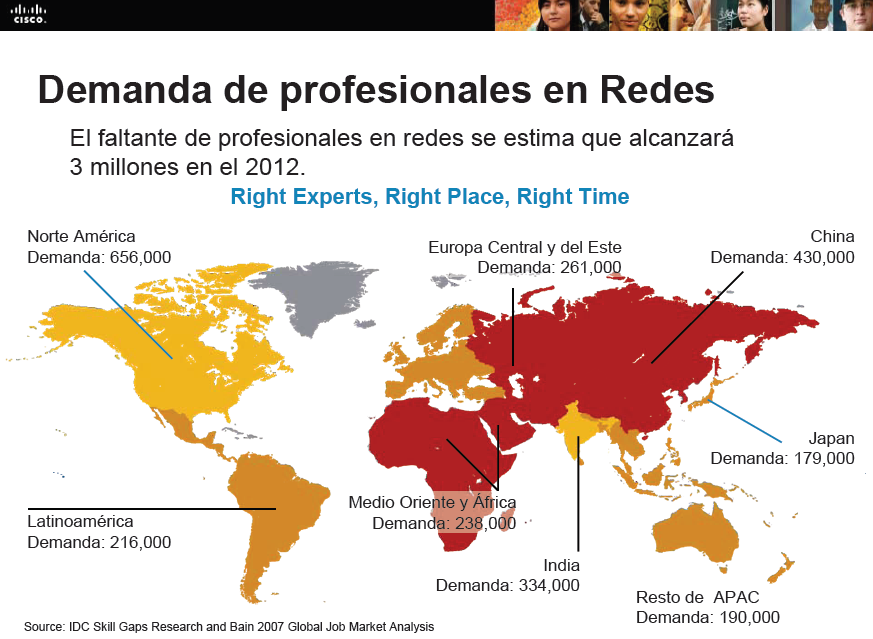 CISCO.
Demanda de profesionales en Redes
El faltante de profesionales en redes se estima que alcanzará
3 millones en el 2012.
Right Experts, Right Place, Right Time
Norte América
Demanda: 656,000
Europa Central y del Este
Demanda: 261,000
China
Demanda: 430,000
Japan
Demanda: 179,000
Medio Oriente y África
Demanda: 238,000
Latinoamérica
Demanda: 216,000
India
Demanda: 334,000
Resto de APAC
Demanda: 190,000
Source: IDC Skill Gaps Research and Bain 2007 Global Job Market Analysis